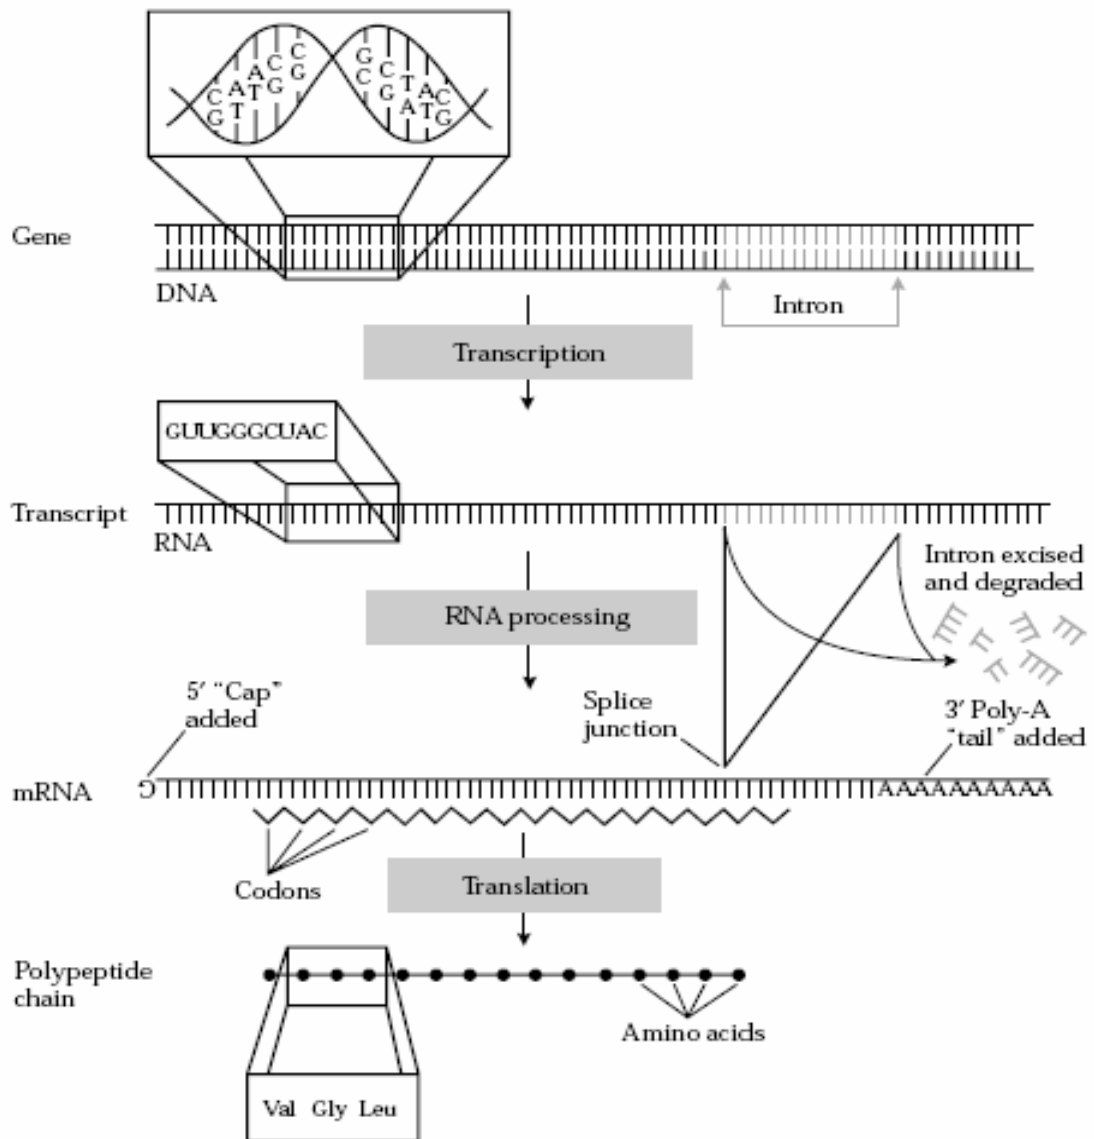 C A A C C G C T A C
G T T G G C G A T G
Gene
DNA
Intron
Transcription
GUUGGGCUAC
Transcript
RNA
Intron excised
and degraded
RNA processing
5′ “Cap”
added
Splice
junction
3′ Poly-A
“tail” added
mRNA
G
AAAAAAAAAA
Codons
Translation
Polypeptide
chain
Amino acids
Val Gly Leu